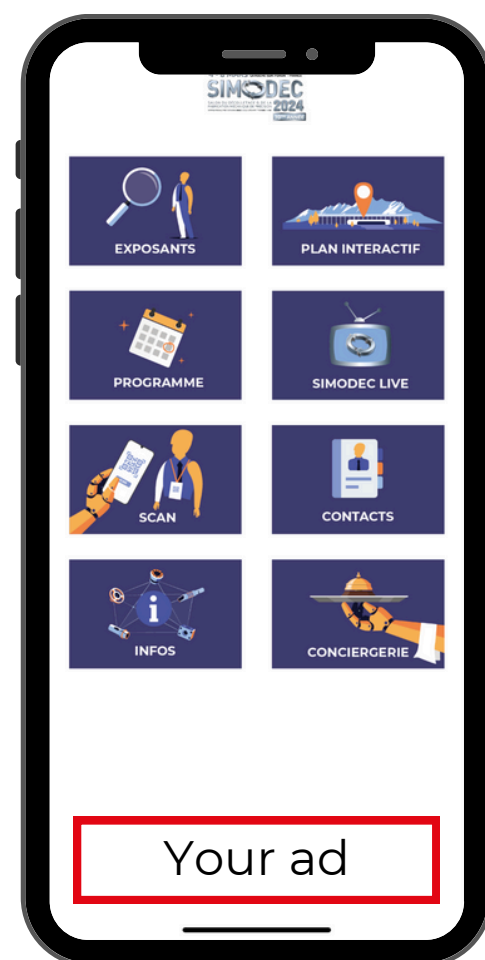 SIMODEC
2024
EXPOSANTS
PLAN INTERACTIF
PROGRAMME
SIMODEC LIVE
SCAN
CONTACTS
i
INFOS
CONCIERGERIE
Your ad